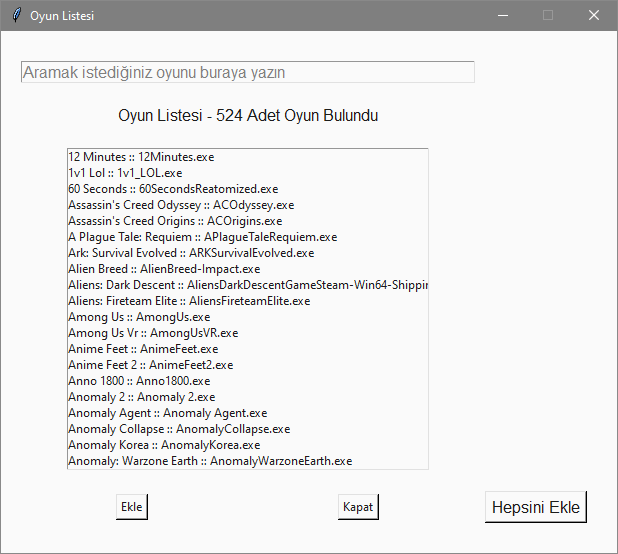 Oyun Listesi
Aramak istediğiniz oyunu buraya yazın
Oyun Listesi - 524 Adet Oyun Bulundu
12 Minutes :: 12Minutes.exe
1v1 Lol :: 1v1_LOL.exe
60 Seconds :: 60SecondsReatomized.exe
Assassin's Creed Odyssey :: ACOdyssey.exe
Assassin's Creed Origins :: ACOrigins.exe
A Plague Tale: Requiem :: APlagueTaleRequiem.exe
Ark: Survival Evolved :: ARKSurvivalEvolved.exe
Alien Breed :: AlienBreed-Impact.exe
Aliens: Dark Descent :: AliensDarkDescentGameSteam-Win64-Shippin
Aliens: Fireteam Elite :: AliensFireteamElite.exe
Among Us :: AmongUs.exe
Among Us Vr :: AmongUsVR.exe
Anime Feet :: AnimeFeet.exe
Anime Feet 2 :: AnimeFeet2.exe
Anno 1800 :: Anno1800.exe
Anomaly 2 :: Anomaly 2.exe
Anomaly Agent :: Anomaly Agent.exe
Anomaly Collapse :: AnomalyCollapse.exe
Anomaly Korea :: AnomalyKorea.exe
Anomaly: Warzone Earth :: AnomalyWarzoneEarth.exe
Ekle Kapat Hepsini Ekle